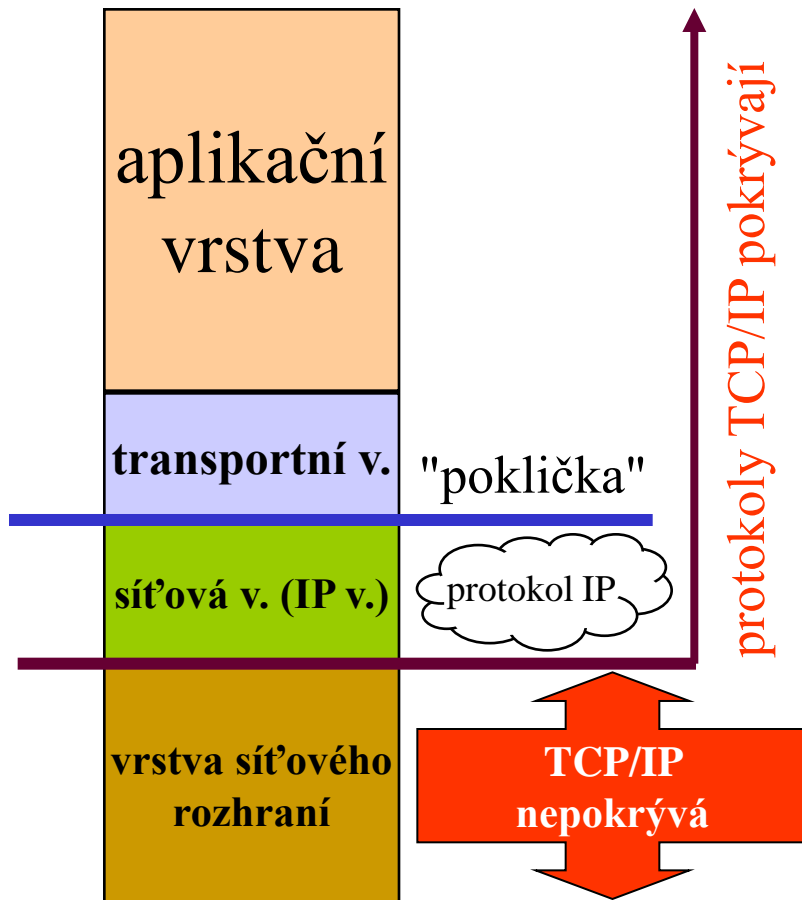 aplikační
vrstva
transportní v.
"poklička"
síťová v. (IP v.)
protokol IP
vrstva síťového
rozhraní
TCP/IP
nepokrývá
protokoly TCP/IP pokrývají